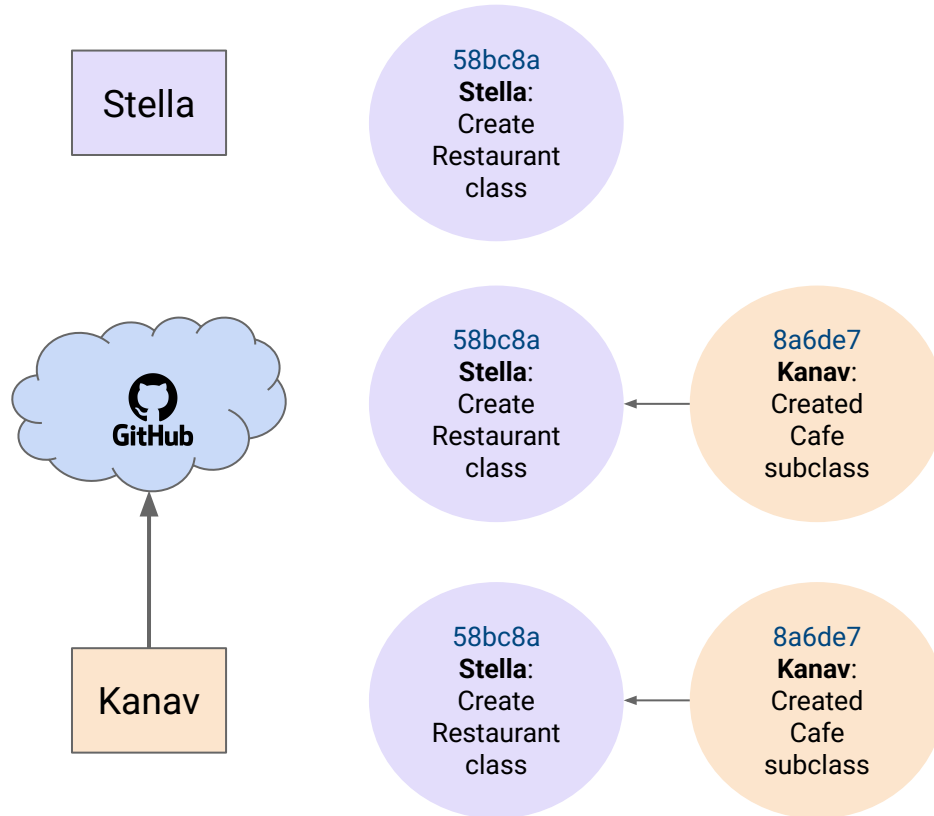 Stella
58bc8a
Stella:
Create
Restaurant
class
GitHub
58bc8a
Stella:
Create
Restaurant
class
8a6de7
Kanav:
Created
Cafe
subclass
Kanav
58bc8a
Stella:
Create
Restaurant
class
8a6de7
Kanav:
Created
Cafe
subclass